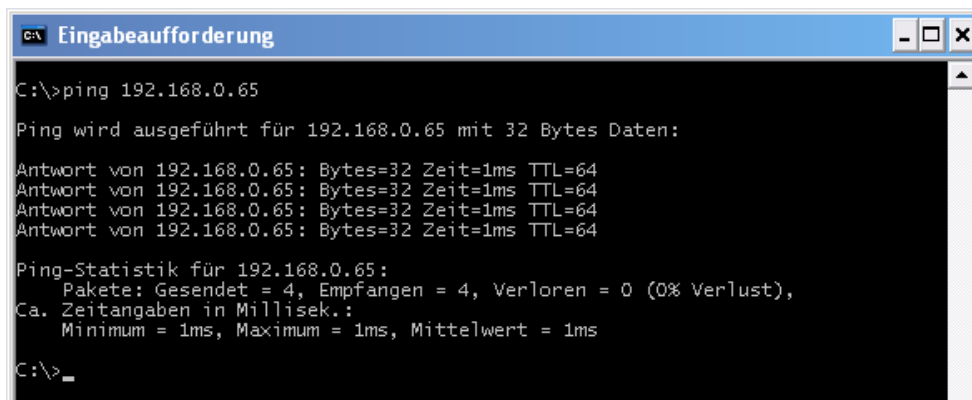 Eingabeaufforderung
C:\>ping 192.168.0.65
Ping wird ausgeführt für 192.168.0.65 mit 32 Bytes Daten:
Antwort von 192.168.0.65: Bytes=32 Zeit=1ms TTL=64
Antwort von 192.168.0.65: Bytes=32 Zeit=1ms TTL=64
Antwort von 192.168.0.65: Bytes=32 Zeit=1ms TTL=64
Antwort von 192.168.0.65: Bytes=32 Zeit=1ms TTL=64
Ping-Statistik für 192.168.0.65:
    Pakete: Gesendet = 4, Empfangen = 4, Verloren = 0 (0% Verlust),
Ca. Zeitangaben in Millisek.:
    Minimum = 1ms, Maximum = 1ms, Mittelwert = 1ms
C:\>_